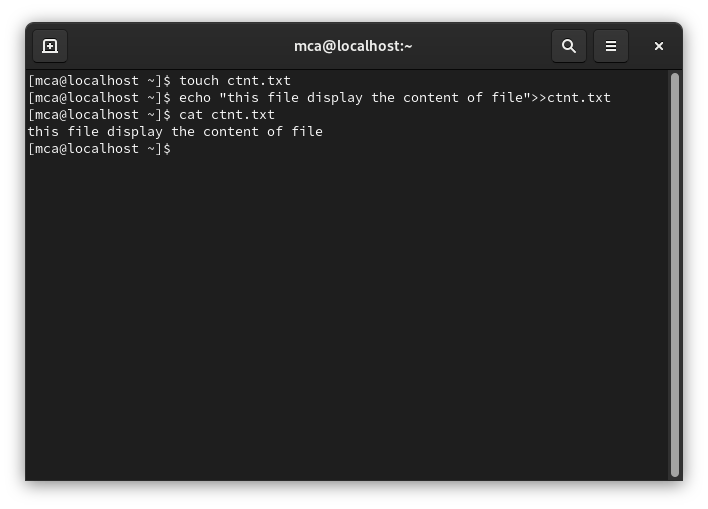 mca@localhost:~
[mca@localhost ~]$ touch ctnt.txt
[mca@localhost ~]$ echo "this file display the content of file">>ctnt.txt
[mca@localhost ~]$ cat ctnt.txt
this file display the content of file
[mca@localhost ~]$